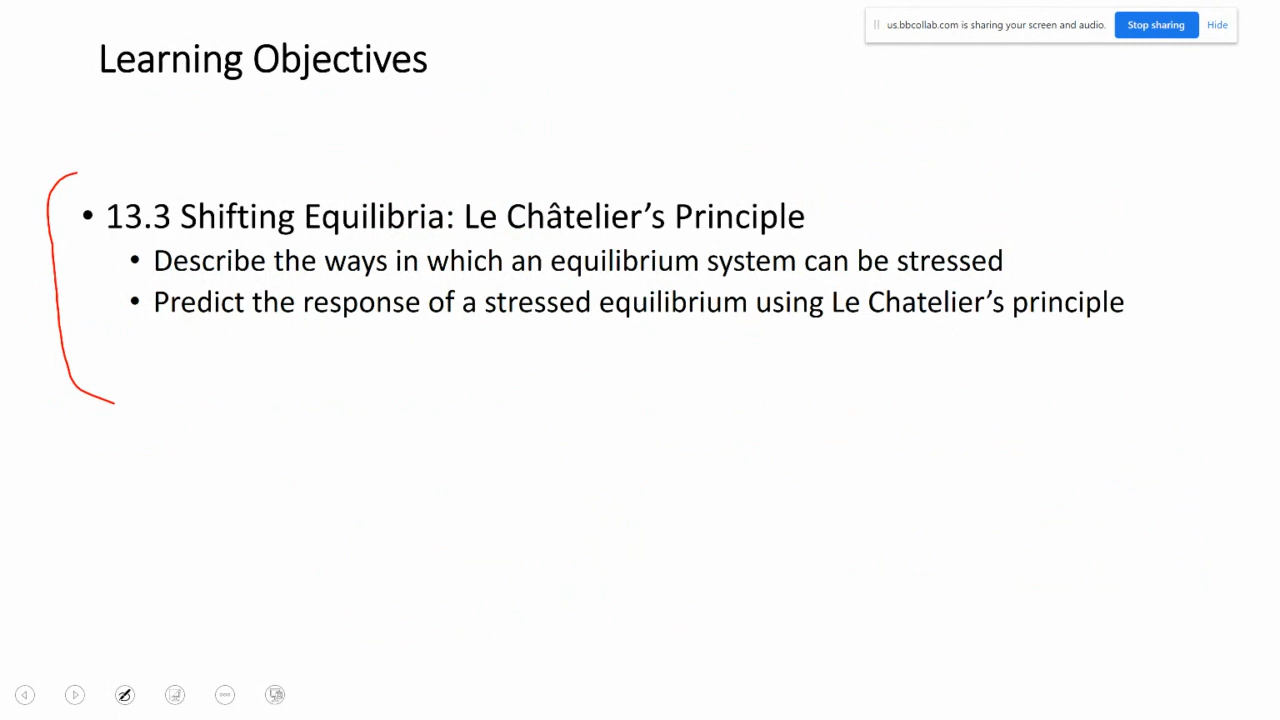 us.bbcollab.com is sharing your screen and audio. Stop sharing Hide
Learning Objectives
• 13.3 Shifting Equilibria: Le Châtelier’s Principle
• Describe the ways in which an equilibrium system can be stressed
• Predict the response of a stressed equilibrium using Le Chatelier’s principle